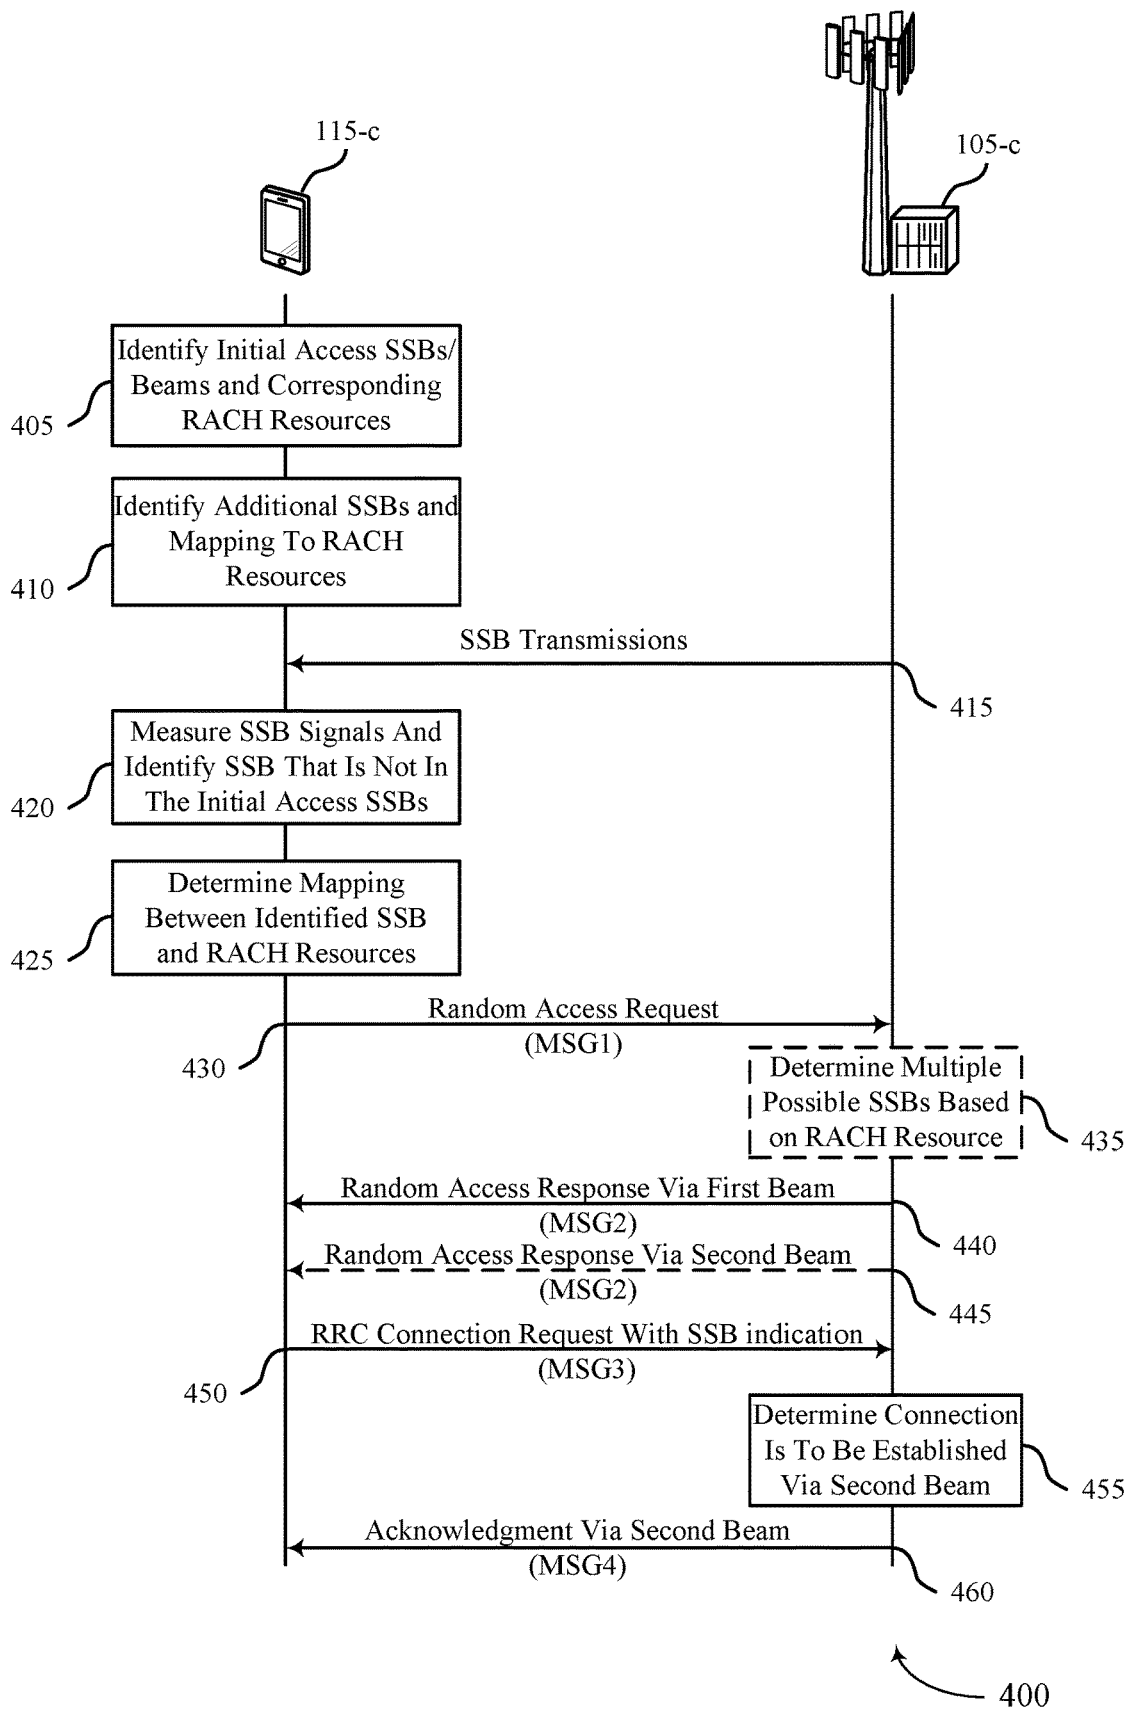 115-c
105-c
Identify Initial Access SSBs/
Beams and Corresponding
RACH Resources
405
Identify Additional SSBs and
Mapping To RACH
Resources
410
SSB Transmissions
415
Measure SSB Signals And
Identify SSB That Is Not In
The Initial Access SSBs
420
Determine Mapping
Between Identified SSB
and RACH Resources
425
Random Access Request
(MSG1)
430
Determine Multiple
Possible SSBs Based
on RACH Resource
435
Random Access Response Via First Beam
(MSG2)
440
Random Access Response Via Second Beam
(MSG2)
445
RRC Connection Request With SSB indication
(MSG3)
450
Determine Connection
Is To Be Established
Via Second Beam
455
Acknowledgment Via Second Beam
(MSG4)
460
400